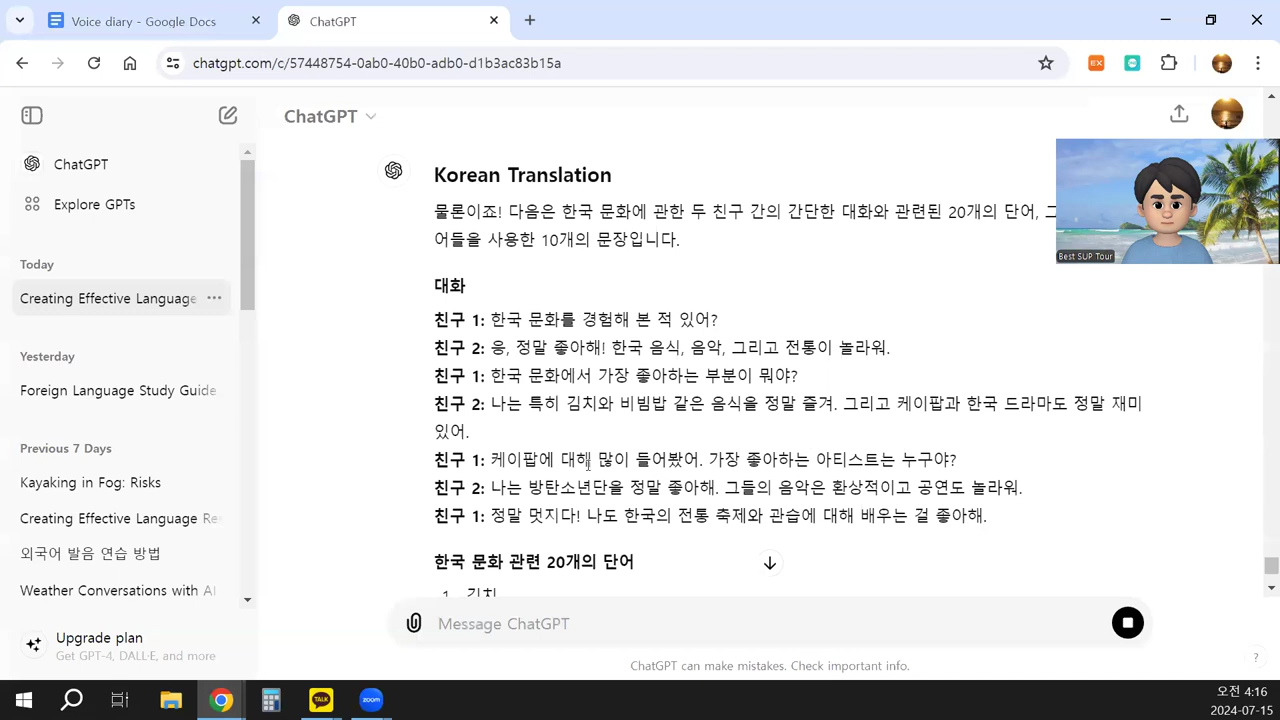 Voice diary - Google Docs
ChatGPT
chatgpt.com/c/57448754-0ab0-40b0-adb0-d1b3ac83b15a
EX
ChatGPT
ChatGPT
Explore GPTs
Today
Creating Effective Language
Yesterday
Foreign Language Study Guide
Previous 7 Days
Kayaking in Fog: Risks
Creating Effective Language Re
외국어 발음 연습 방법
Weather Conversations with AI
Upgrade plan
Get GPT-4, DALL·E, and more
Korean Translation
물론이죠! 다음은 한국 문화에 관한 두 친구 간의 간단한 대화와 관련된 20개의 단어, 그
어들을 사용한 10개의 문장입니다.
대화
친구 1: 한국 문화를 경험해 본 적 있어?
친구 2: 응, 정말 좋아해! 한국 음식, 음악, 그리고 전통이 놀라워.
친구 1: 한국 문화에서 가장 좋아하는 부분이 뭐야?
친구 2: 나는 특히 김치와 비빔밥 같은 음식을 정말 즐겨. 그리고 케이팝과 한국 드라마도 정말 재미
있어.
친구 1: 케이팝에 대해 많이 들어봤어. 가장 좋아하는 아티스트는 누구야?
친구 2: 나는 방탄소년단을 정말 좋아해. 그들의 음악은 환상적이고 공연도 놀라워.
친구 1: 정말 멋지다! 나도 한국의 전통 축제와 관습에 대해 배우는 걸 좋아해.
한국 문화 관련 20개의 단어
1. 김치
Best SUP Tour
Message ChatGPT
ChatGPT can make mistakes. Check important info.
?
TALK
zoom
오전 4:16
2024-07-15